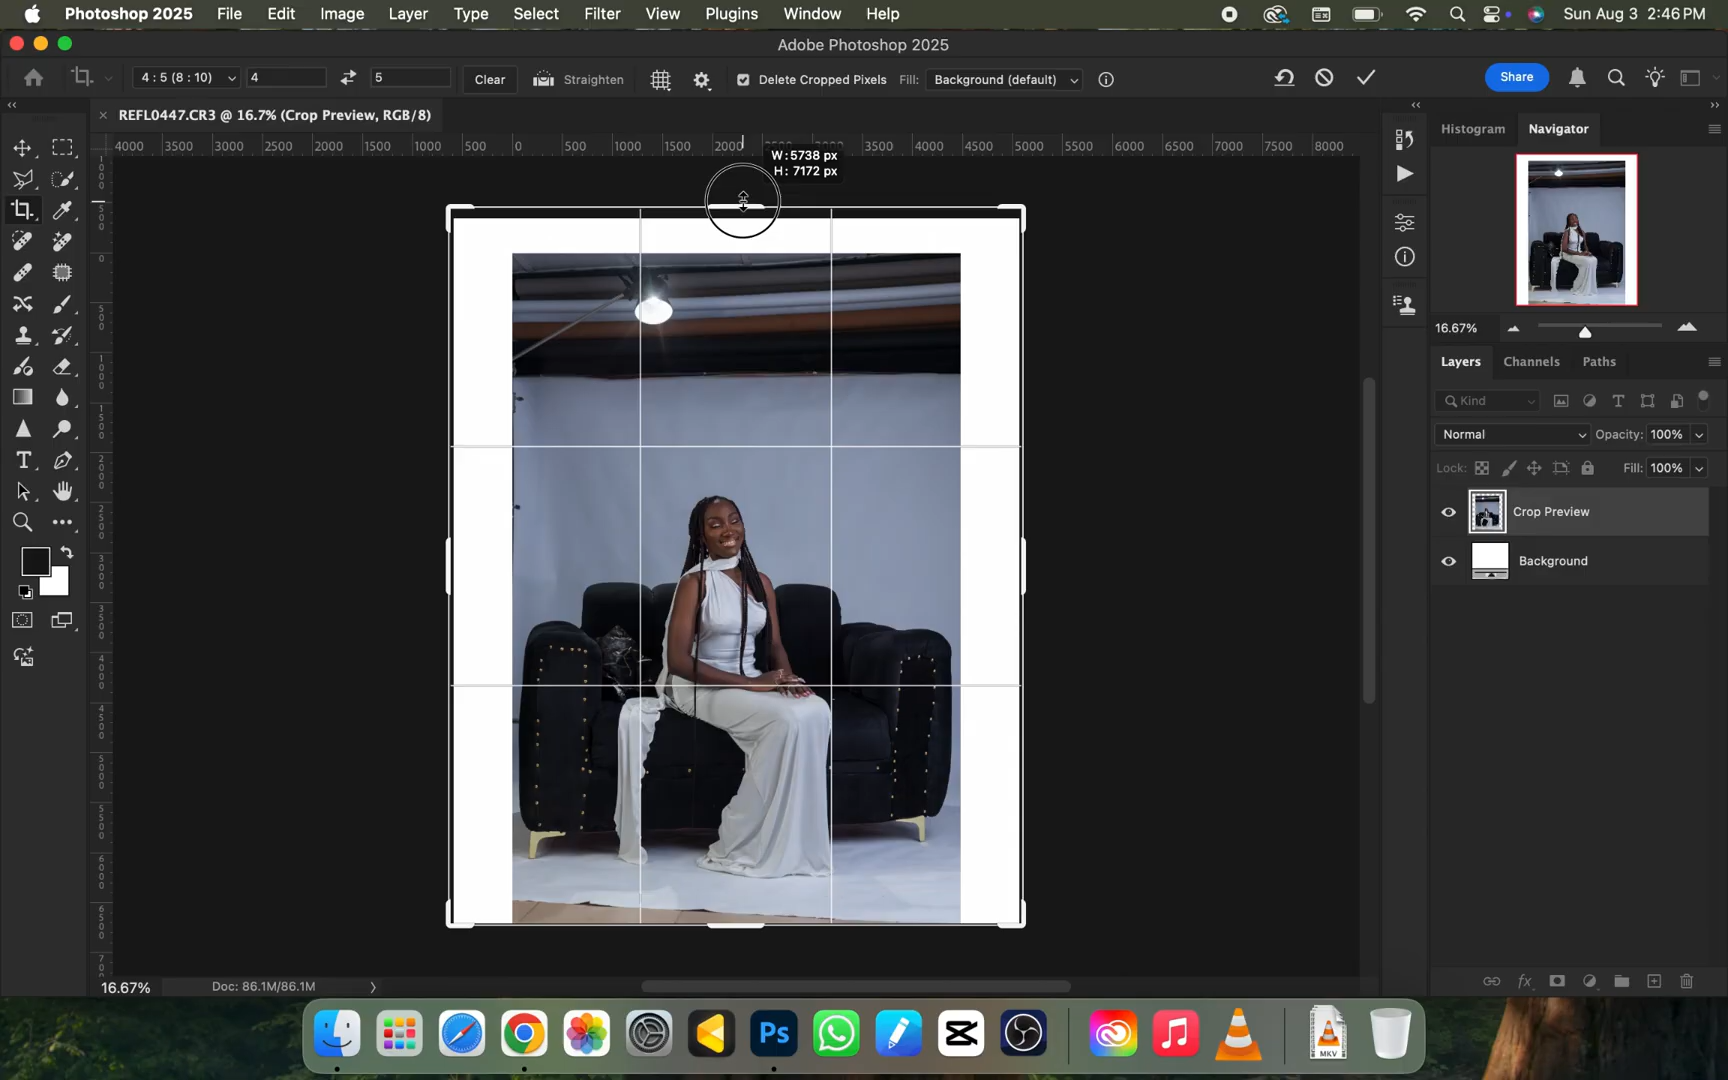 Photoshop 2025 File Edit Image Layer Type Select Filter View Plugins Window Help Sun Aug 3 2:46 PM
Adobe Photoshop 2025
4 : 5 (8 : 10) 4 5 Clear Straighten Delete Cropped Pixels Fill: Background (default) Share
REFL0447.CR3 @ 16.7% (Crop Preview, RGB/8)
Histogram Navigator
4000 3500 3000 2500 2000 1500 1000 500 0 500 1000 1500 2000 3500 4000 4500 5000 5500 6000 6500 7000 7500 8000
W: 5738 px
H: 7172 px
16.67%
Layers Channels Paths
Kind
Normal Opacity: 100%
Lock: Fill: 100%
Crop Preview
Background
16.67% Doc: 86.1M/86.1M
Ps
MKV